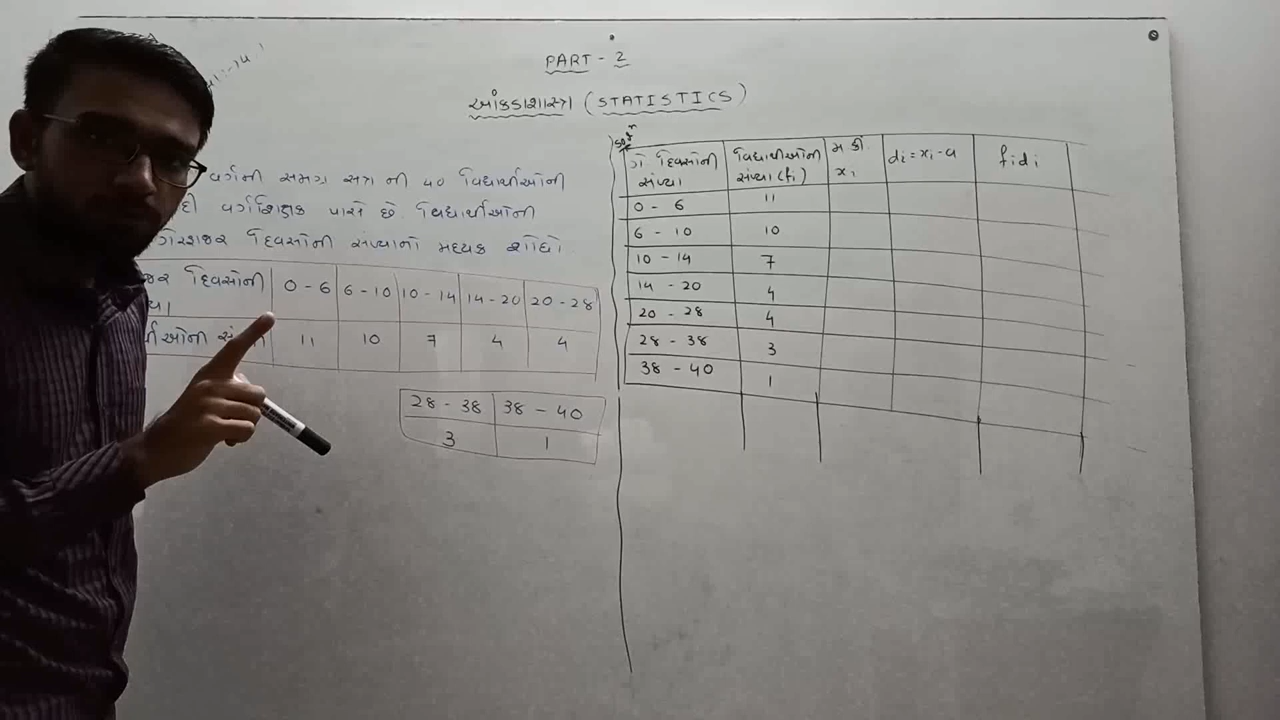 PART - 2
આંકડાશાસ્ત્ર (STATISTICS)
વર્ગની સમગ્ર સત્ર ની ૪૦ વિદ્યાર્થીઓની
વર્ગશિક્ષક પાસે છે વિદ્યાર્થીઓની
દિવસોની સંખ્યાનો મધ્યક શોધો.
દિવસોની 0 - 6 6 - 10 10 - 14 14 - 20 20 - 28
11 10 7 4 4
28 - 38 38 - 40
3 1
ગે દિવસોની વિદ્યાર્થીઓની મ કી. di = xi - a fidi
સંખ્યા સંખ્યા (fi) xi
0 - 6 11
6 - 10 10
10 - 14 7
14 - 20 4
20 - 28 4
28 - 38 3
38 - 40 1